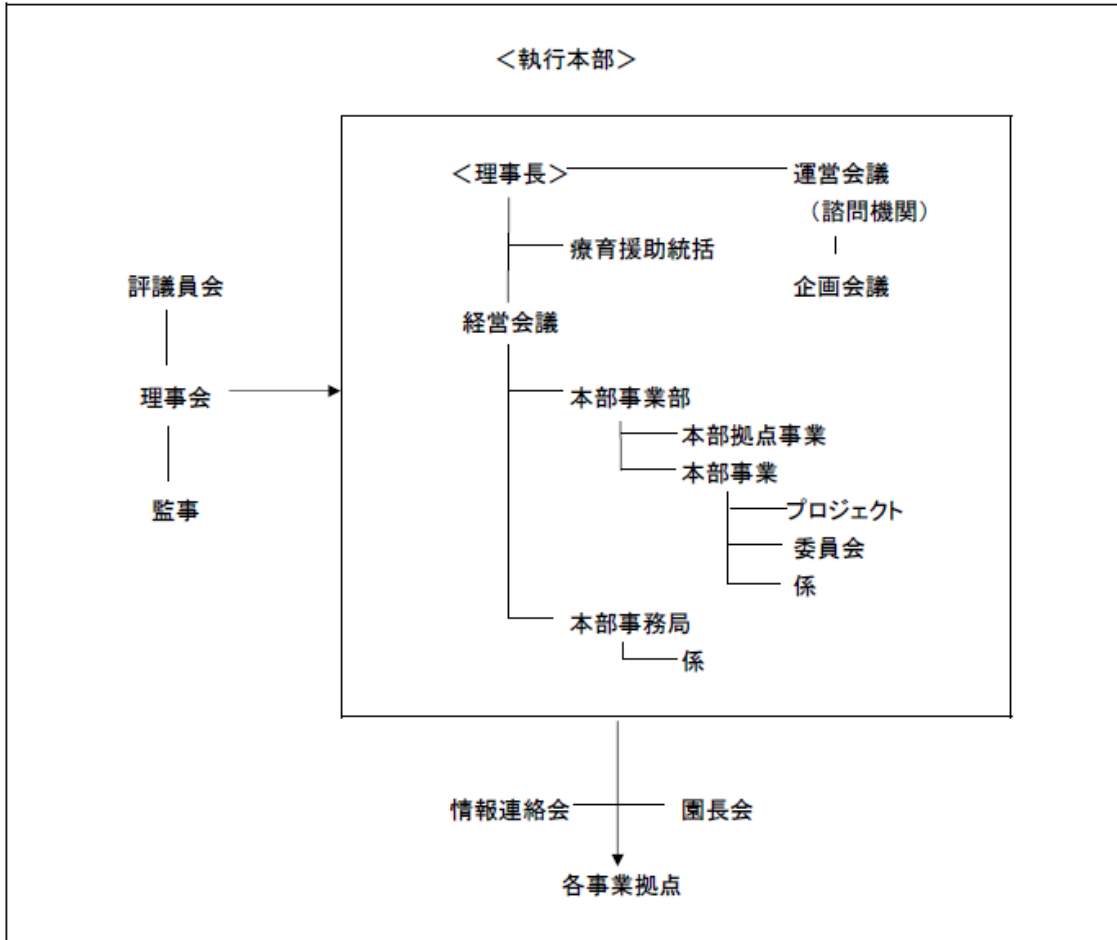 ＜執行本部＞
＜理事長＞
運営会議
（諮問機関）
療育援助統括
企画会議
評議員会
経営会議
理事会
本部事業部
本部拠点事業
本部事業
監事
プロジェクト
委員会
係
本部事務局
係
情報連絡会
園長会
各事業拠点